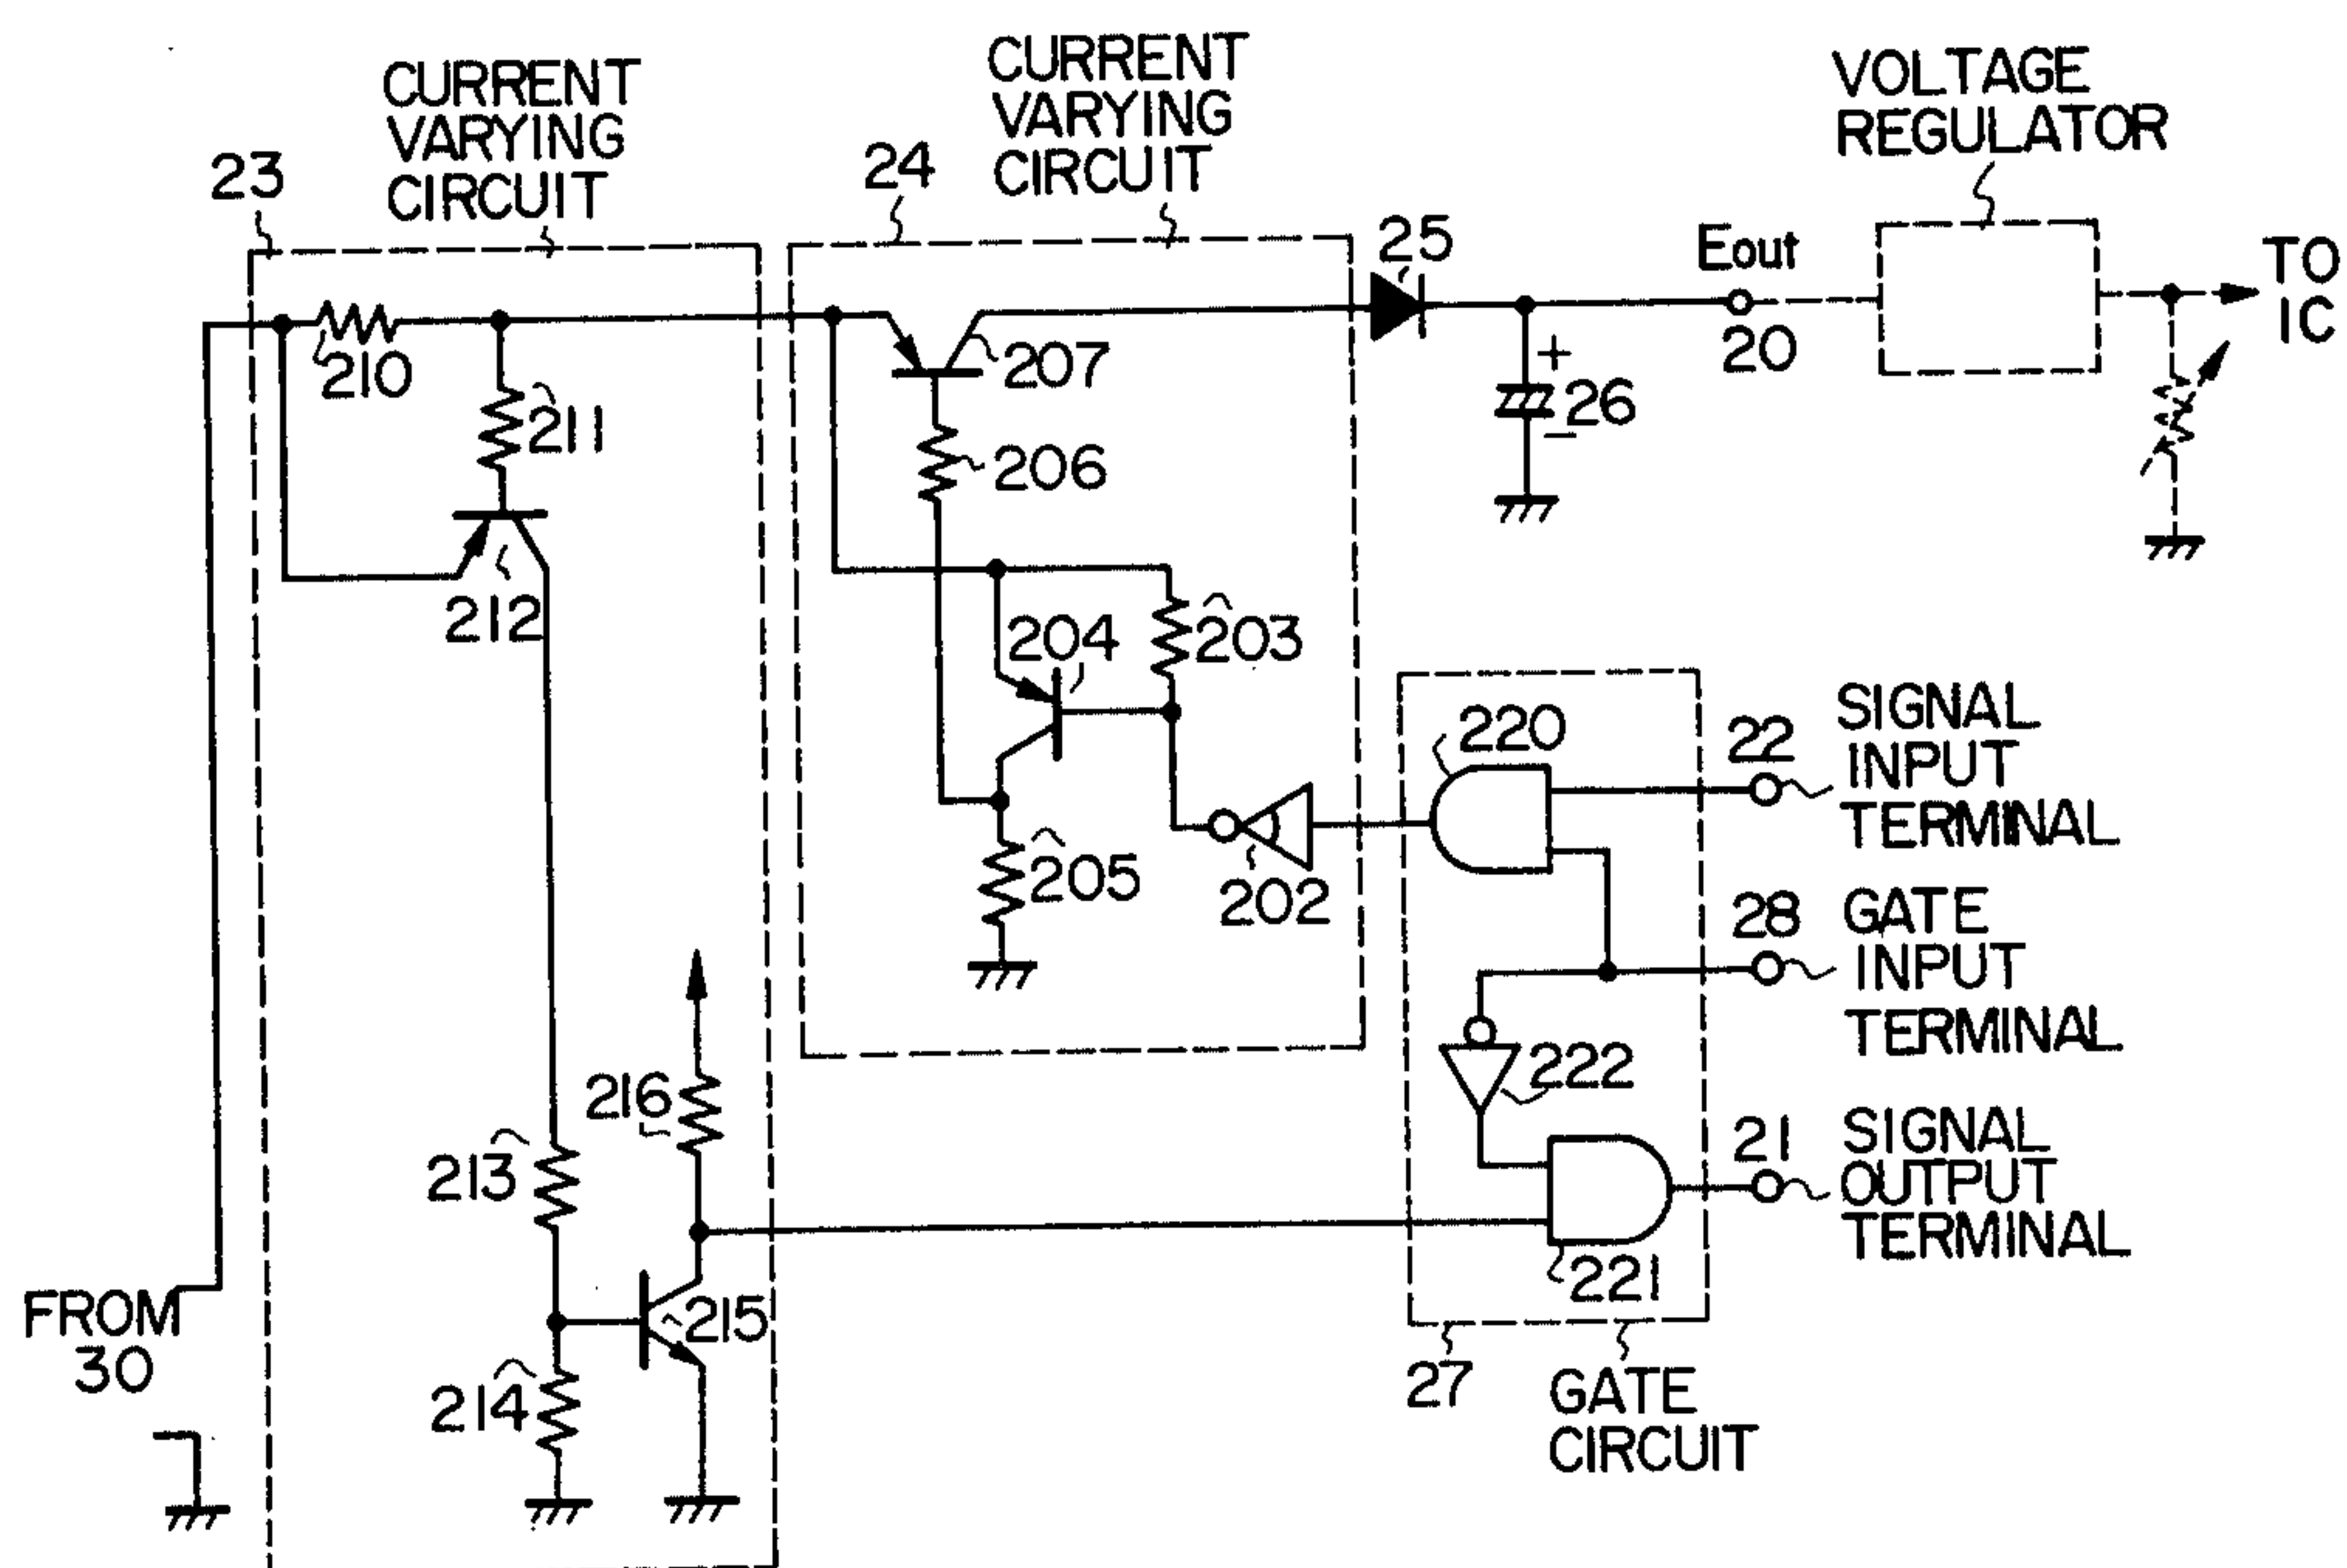 CURRENT
VARYING
CIRCUIT
23
CURRENT
VARYING
CIRCUIT
24
VOLTAGE
REGULATOR
25
Eout
20
TO
IC
210
211
212
207
206
26
+
−
204
203
205
202
220
22
SIGNAL
INPUT
TERMINAL
28
GATE
INPUT
TERMINAL
222
21
SIGNAL
OUTPUT
TERMINAL
221
216
213
215
214
FROM
30
27
GATE
CIRCUIT